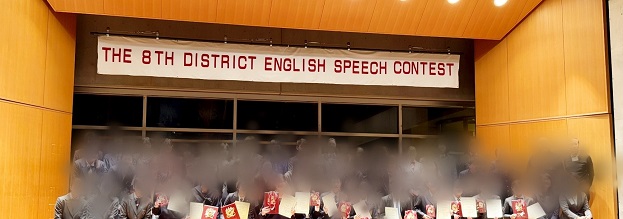 THE 8TH DISTRICT ENGLISH SPEECH CONTEST